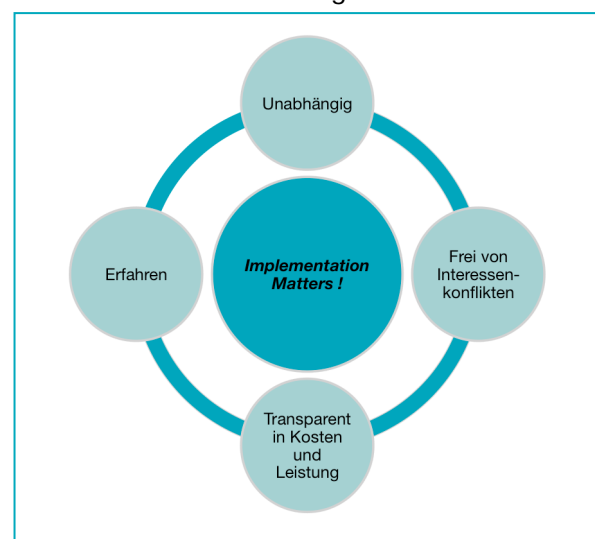 Unabhängig
Erfahren
Implementation
Matters !
Frei von
Interessen-
konflikten
Transparent
in Kosten
und
Leistung